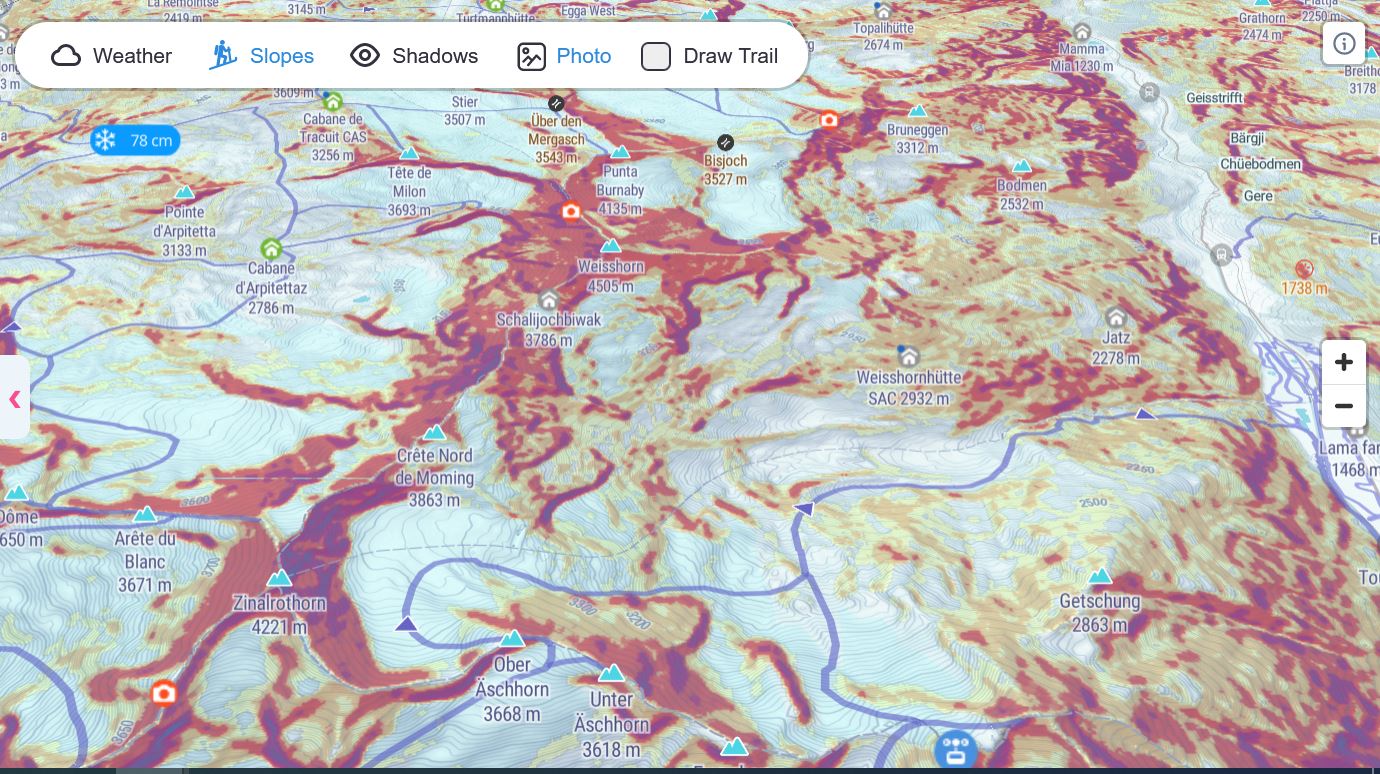 La Remointse
2419 m
3145 m
Turtmannhütte
Egga West
Topalihütte
2674 m
Mamma
Mia 1230 m
Grathorn
2474 m
Plattja
2250 m
Weather
Slopes
Shadows
Photo
Draw Trail
3609 m
Cabane de
Tracuit CAS
3256 m
Stier
3507 m
Über den
Mergasch
3543 m
Bisjoch
3527 m
Bruneggen
3312 m
Geisstrifft
3178
Bärgji
Chüebodmen
Gere
78 cm
Tête de
Milon
3693 m
Punta
Burnaby
4135 m
Bodmen
2532 m
Pointe
d'Arpitetta
3133 m
Cabane
d'Arpitettaz
2786 m
Weisshorn
4505 m
1738 m
Schalijochbiwak
3786 m
Jatz
2278 m
Weisshornhütte
SAC 2932 m
2950
Crête Nord
de Moming
3863 m
Lama far
1468 m
2250
2500
3600
Dôme
650 m
Arête du
Blanc
3671 m
3700
Zinalrothorn
4221 m
Getschung
2863 m
3300
3200
Ober
Äschhorn
3668 m
Unter
Äschhorn
3618 m
3650